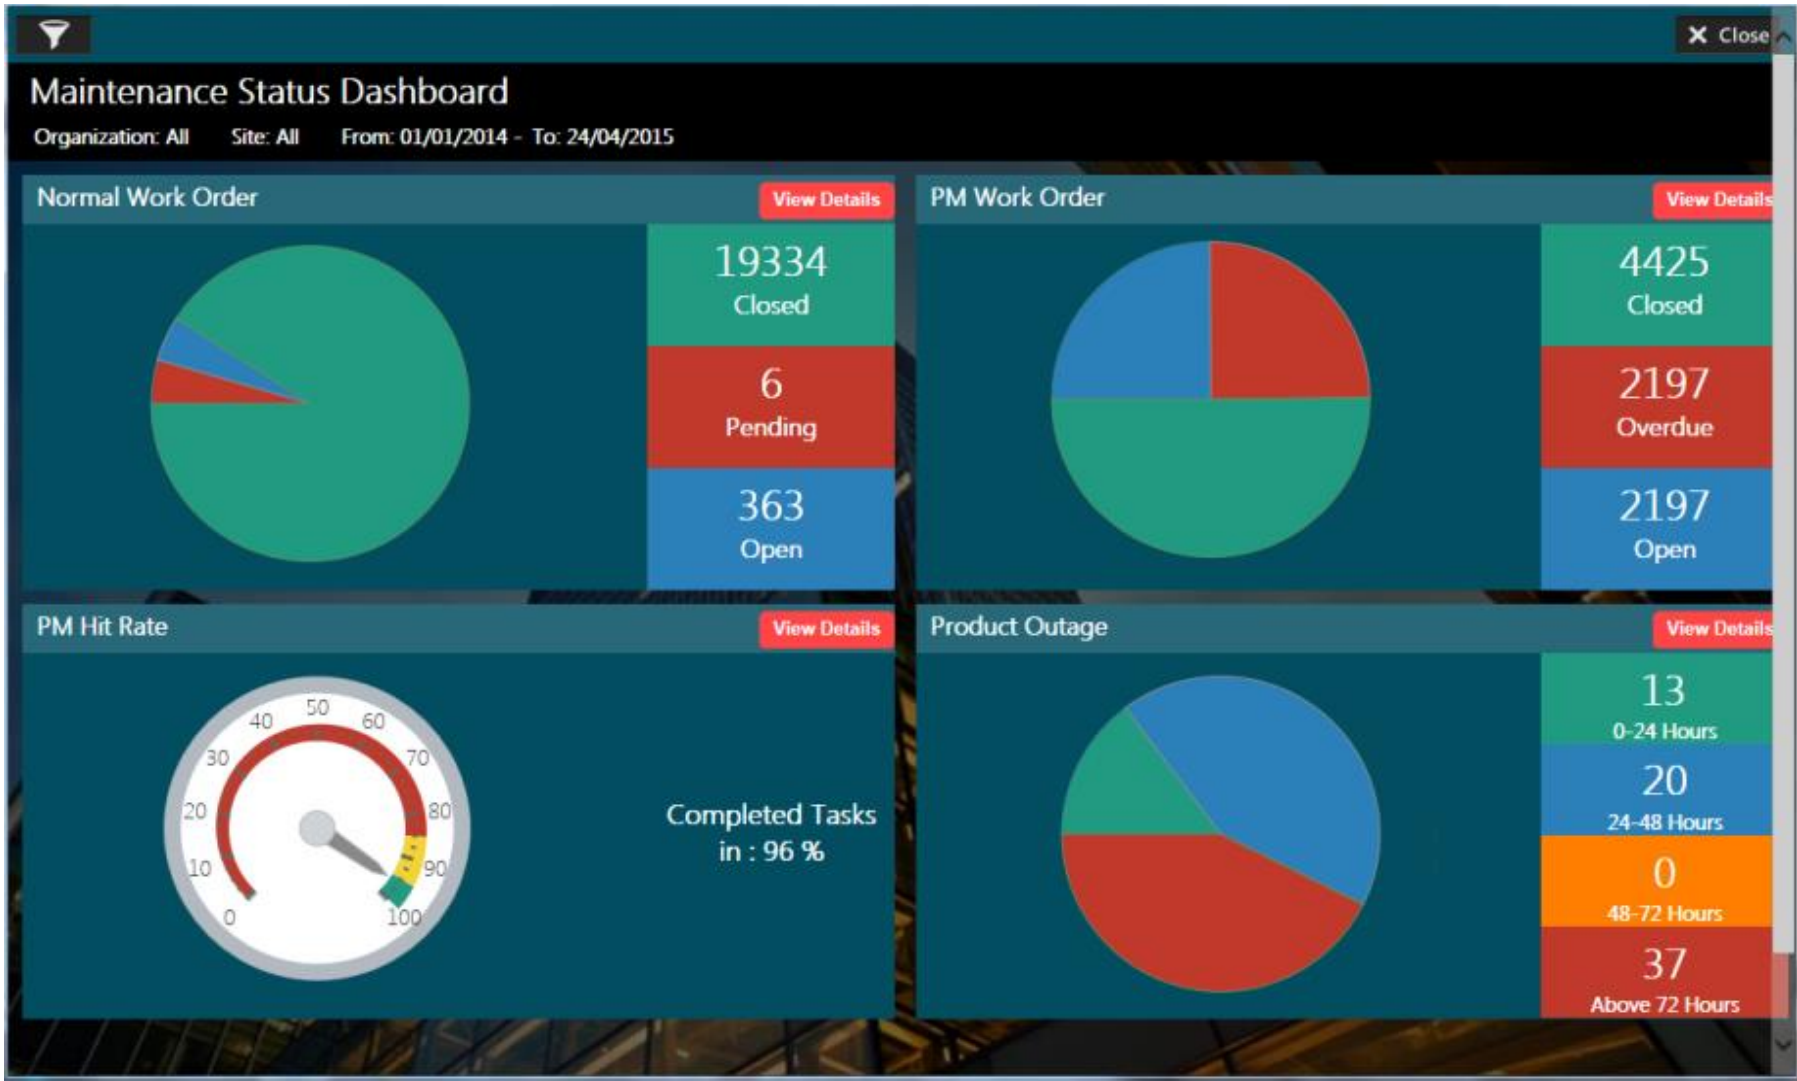 Close
Maintenance Status Dashboard
Organization: All Site: All From: 01/01/2014 - To: 24/04/2015
Normal Work Order
View Details
19334
Closed
6
Pending
363
Open
PM Work Order
View Details
4425
Closed
2197
Overdue
2197
Open
PM Hit Rate
View Details
0
10
20
30
40
50
60
70
80
90
100
Completed Tasks
in : 96 %
Product Outage
View Details
13
0-24 Hours
20
24-48 Hours
0
48-72 Hours
37
Above 72 Hours